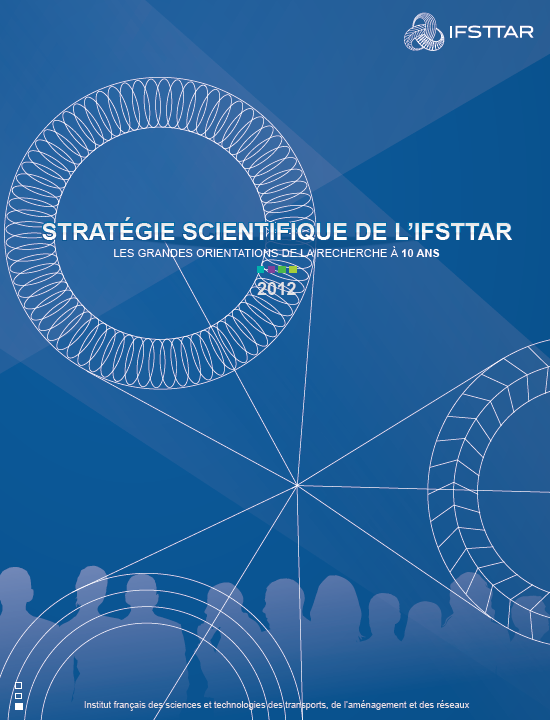 IFSTTAR
STRATÉGIE SCIENTIFIQUE DE L'IFSTTAR
LES GRANDES ORIENTATIONS DE LA RECHERCHE À 10 ANS
2012
Institut français des sciences et technologies des transports, de l'aménagement et des réseaux